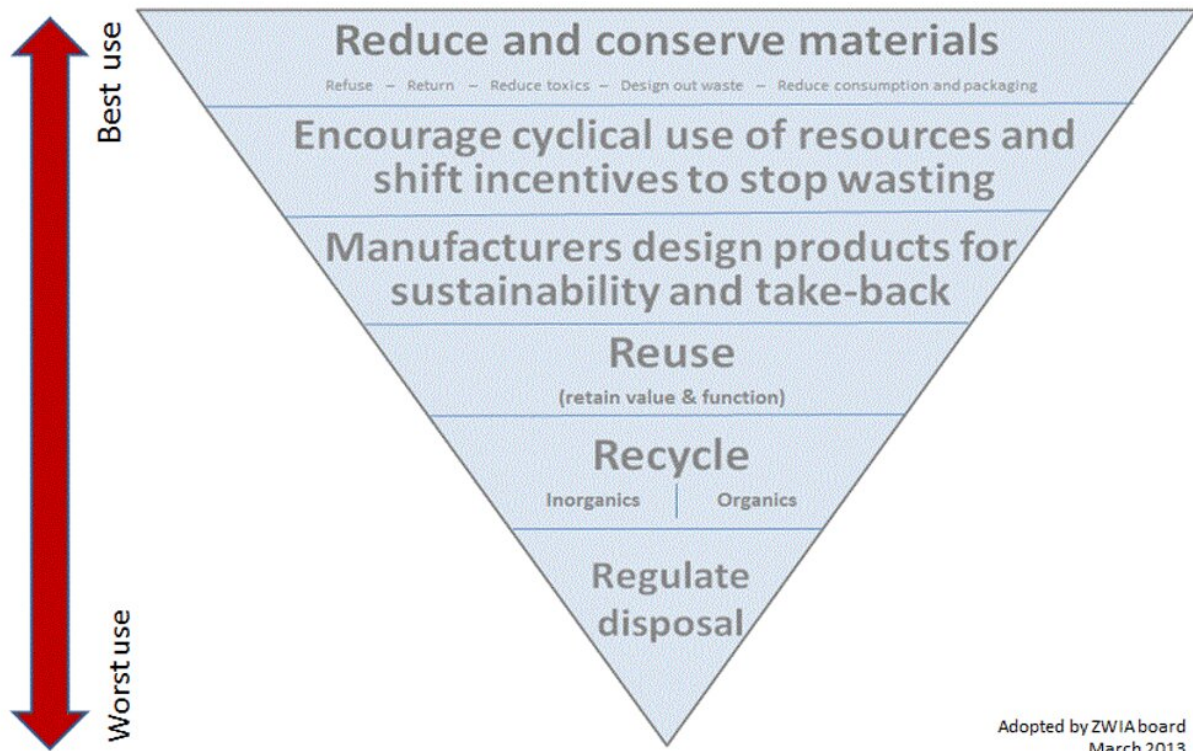 Best use
Reduce and conserve materials
Refuse – Return – Reduce toxics – Design out waste – Reduce consumption and packaging
Encourage cyclical use of resources and
shift incentives to stop wasting
Manufacturers design products for
sustainability and take-back
Reuse
(retain value & function)
Recycle
Inorganics | Organics
Regulate
disposal
Worst use
Adopted by ZWIA board
March 2013